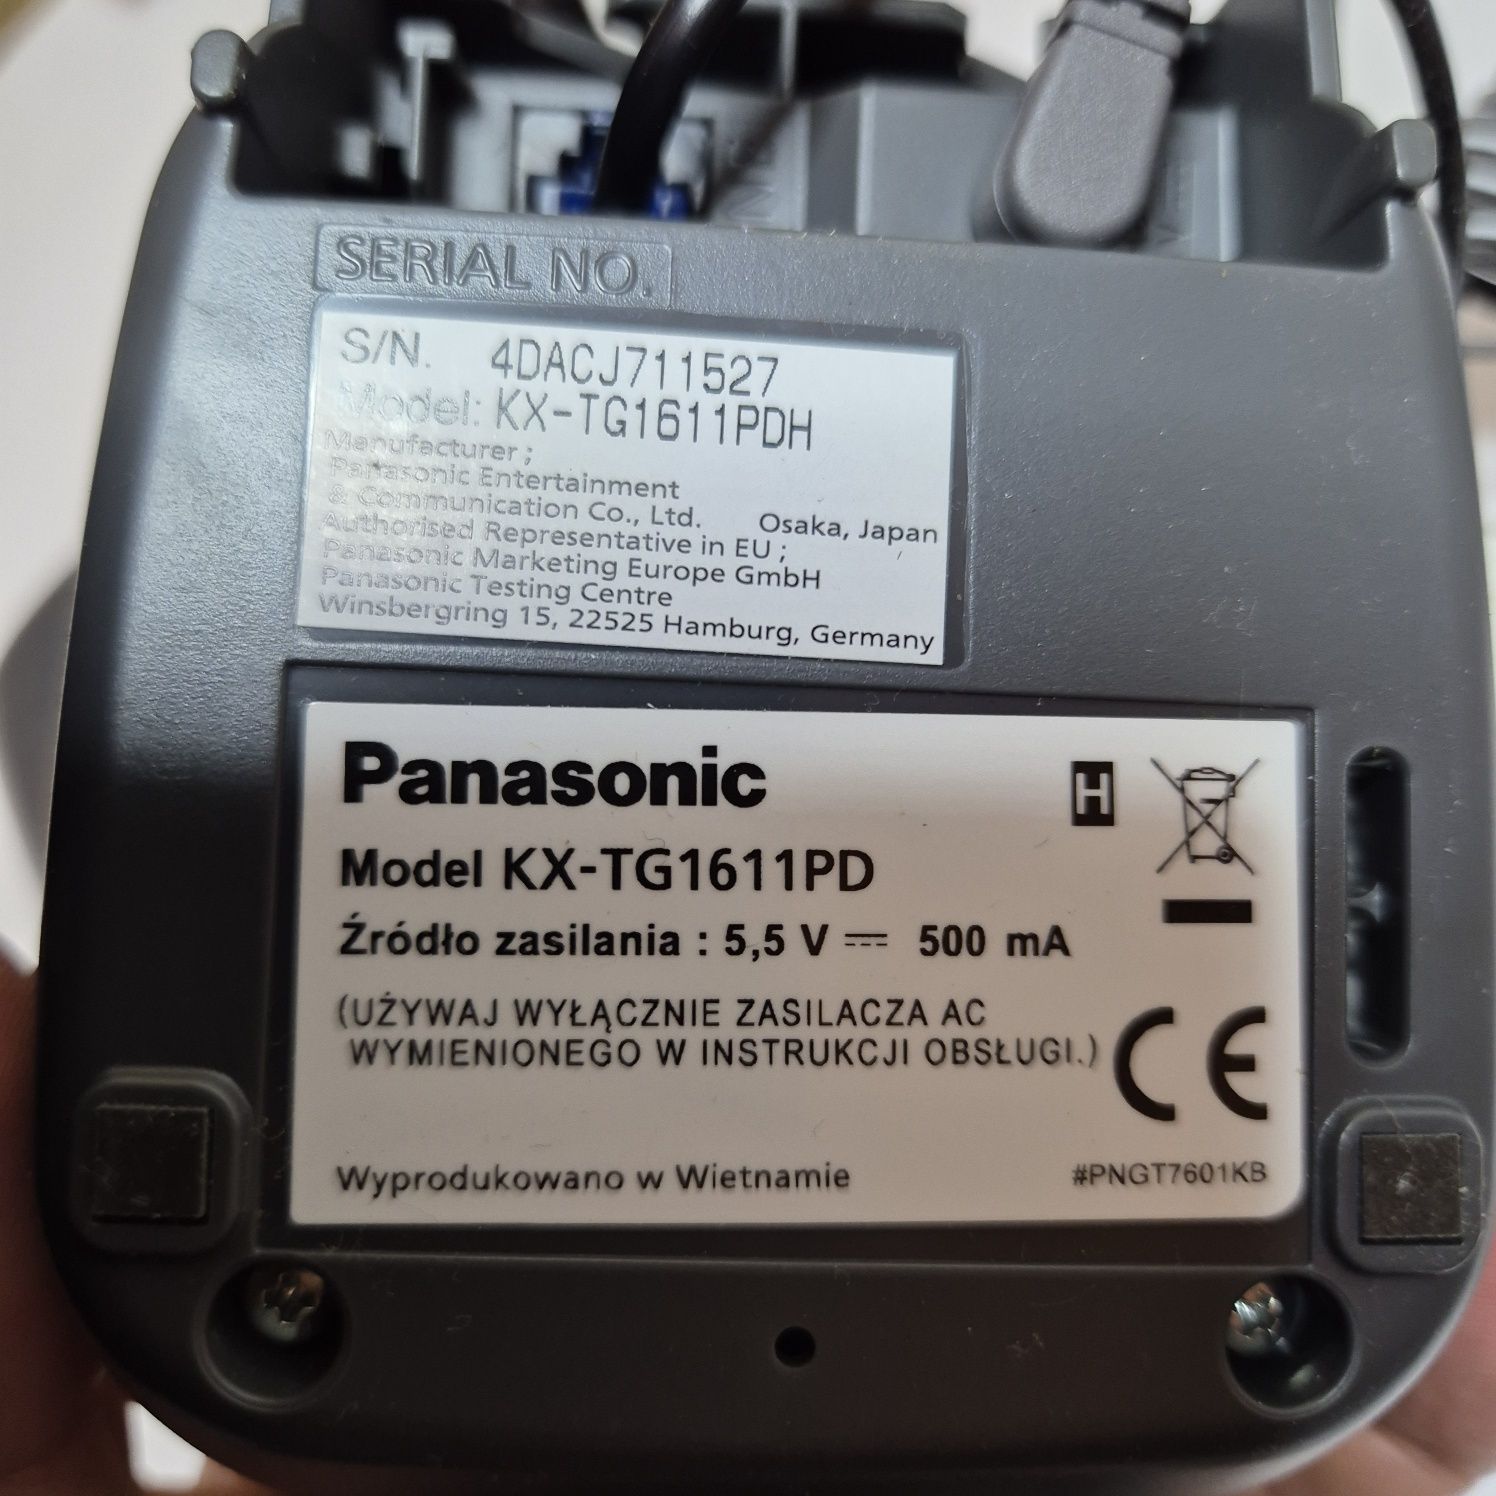 SERIAL NO.
S/N. 4DACJ711527
Model: KX-TG1611PDH
Manufacturer ;
Panasonic Entertainment
& Communication Co., Ltd. Osaka, Japan
Authorised Representative in EU ;
Panasonic Marketing Europe GmbH
Panasonic Testing Centre
Winsbergring 15, 22525 Hamburg, Germany
Panasonic
H
Model KX-TG1611PD
Źródło zasilania : 5,5 V ⎓ 500 mA
(UŻYWAJ WYŁĄCZNIE ZASILACZA AC
WYMIENIONEGO W INSTRUKCJI OBSŁUGI.)
CE
Wyprodukowano w Wietnamie #PNGT7601KB